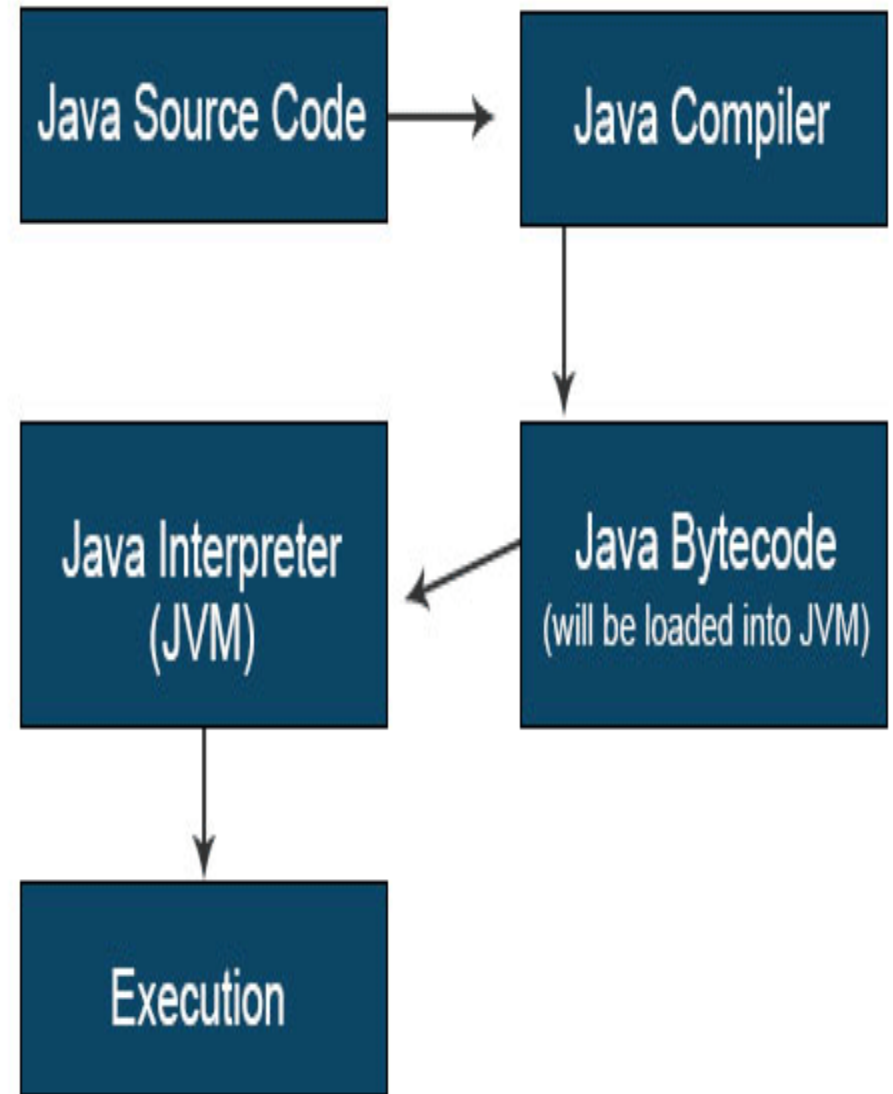 Java Source Code
Java Compiler
Java Bytecode
(will be loaded into JVM)
Java Interpreter
(JVM)
Execution